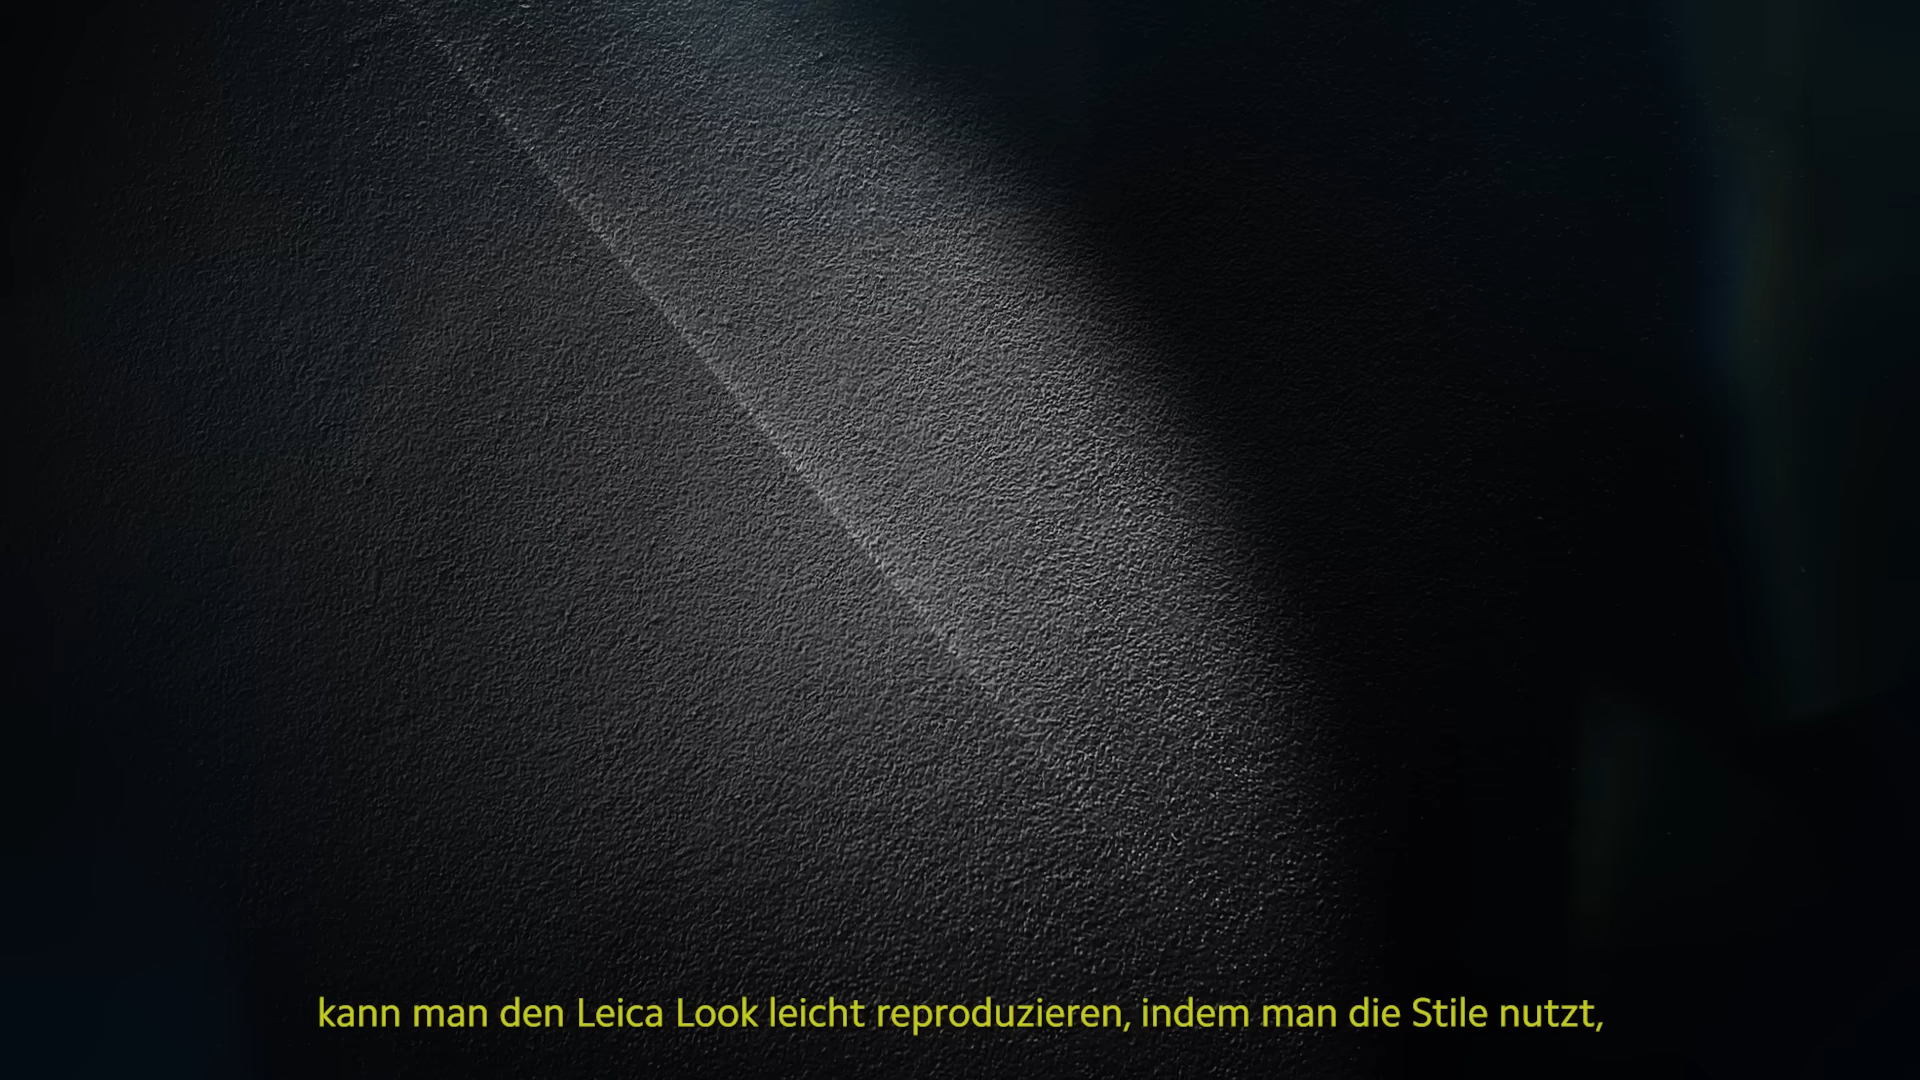 kann man den Leica Look leicht reproduzieren, indem man die Stile nutzt,